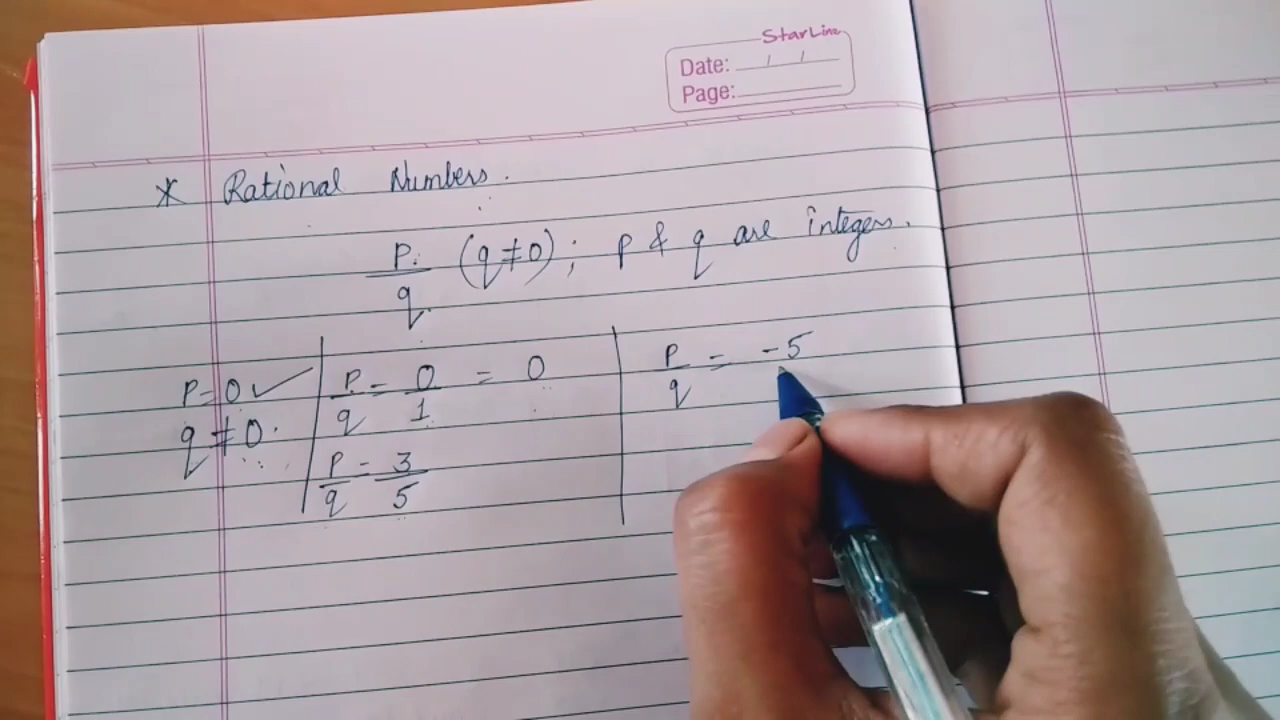 StarLine
Date: / /
Page:
* Rational Numbers.
p/q (q≠0); p & q are integers.
P=0 ✓
q≠0.
p/q = 0/1 = 0
p/q = 3/5
p/q = -5